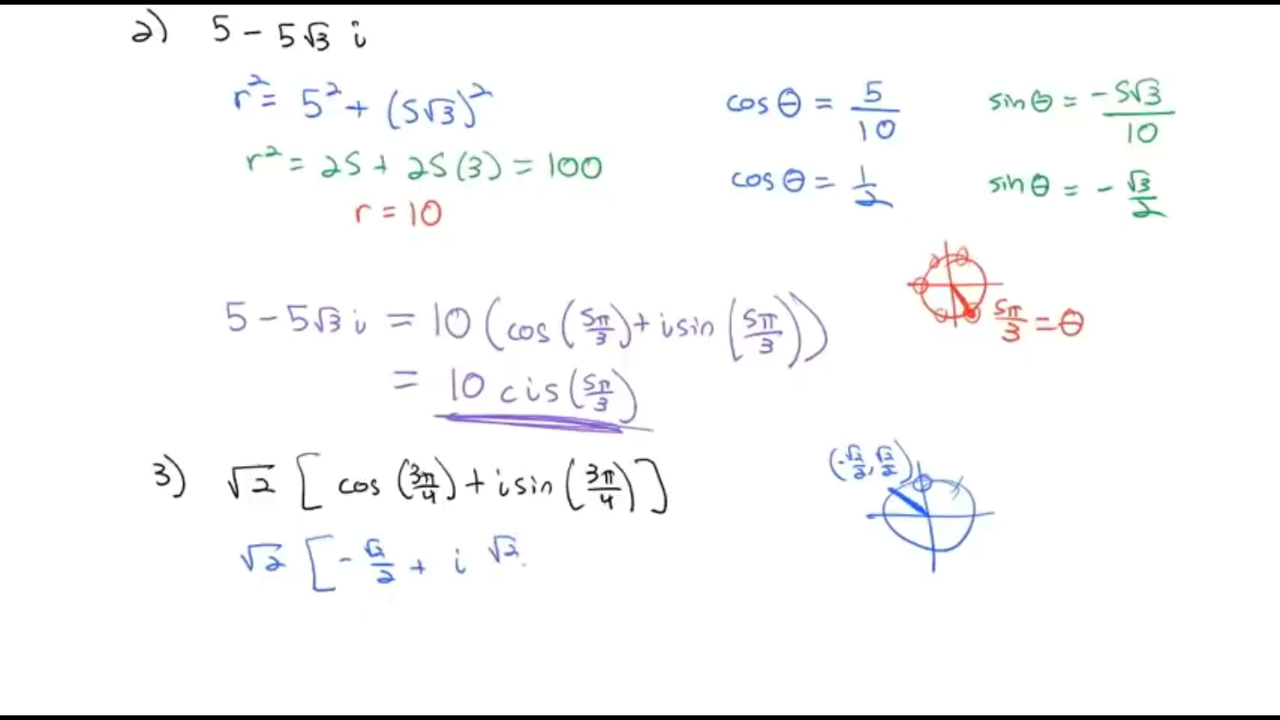 2) 5 - 5√3 i
r² = 5² + (5√3)²
cos θ = 5/10
sin θ = -5√3/10
r² = 25 + 25(3) = 100
cos θ = 1/2
sin θ = - √3/2
r = 10
5π/3 = θ
5 - 5√3 i = 10 (cos (5π/3) + i sin (5π/3))
= 10 cis (5π/3)
3) √2 [ cos (3π/4) + i sin (3π/4) ]
(-√2/2, √2/2)
√2 [ - √2/2 + i √2